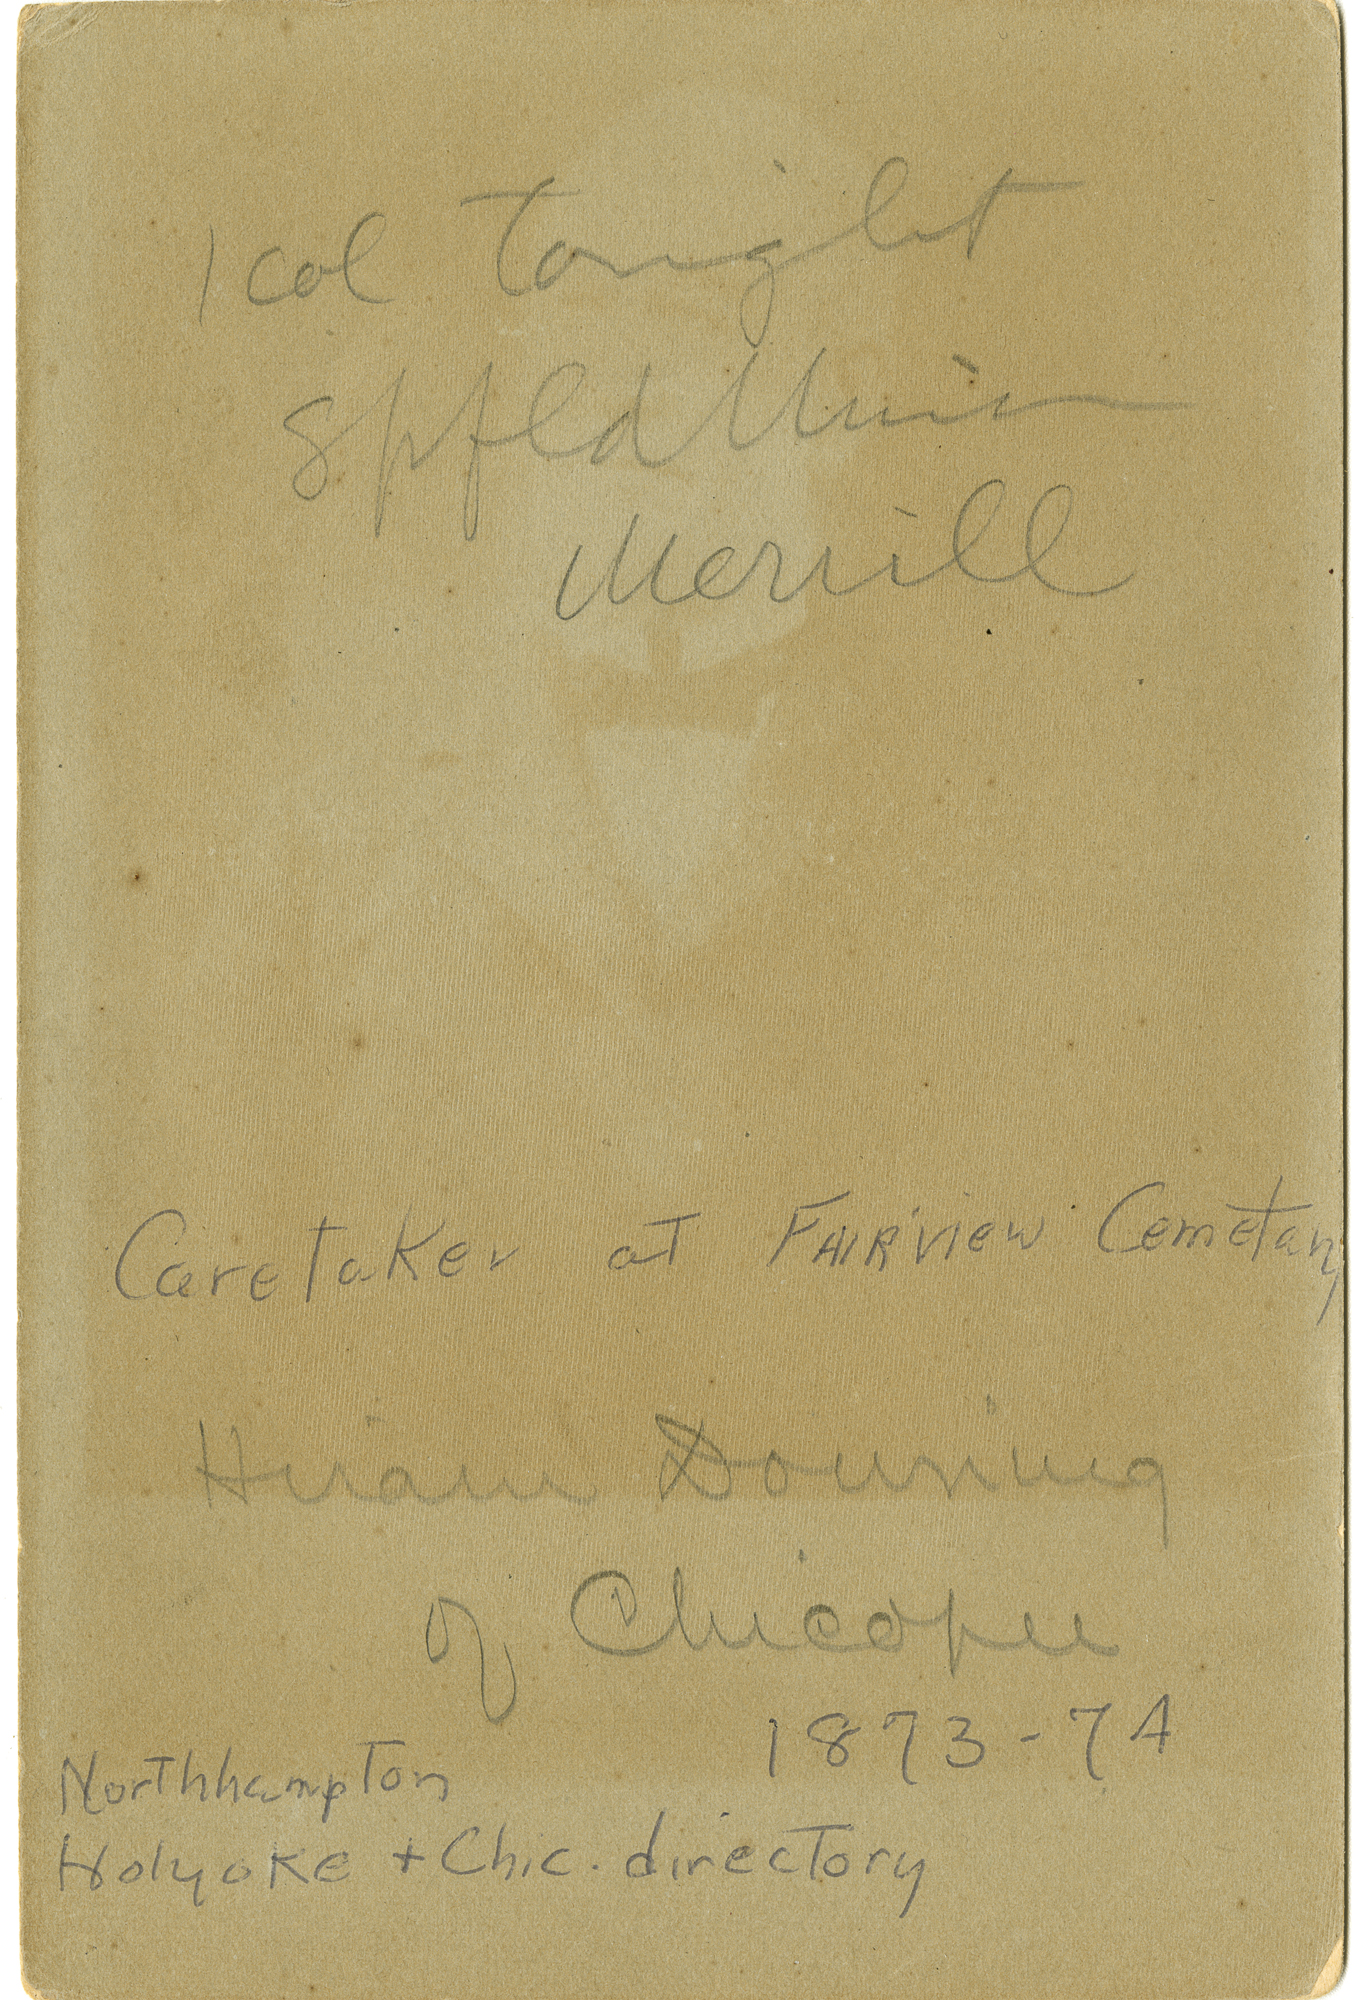 1 col Tonight
Spfld Union
Merrill
Caretaker at FAIRview Cemetary
Hiram Downing
of Chicopee
1873-74
Northhampton
Holyoke + Chic. directory